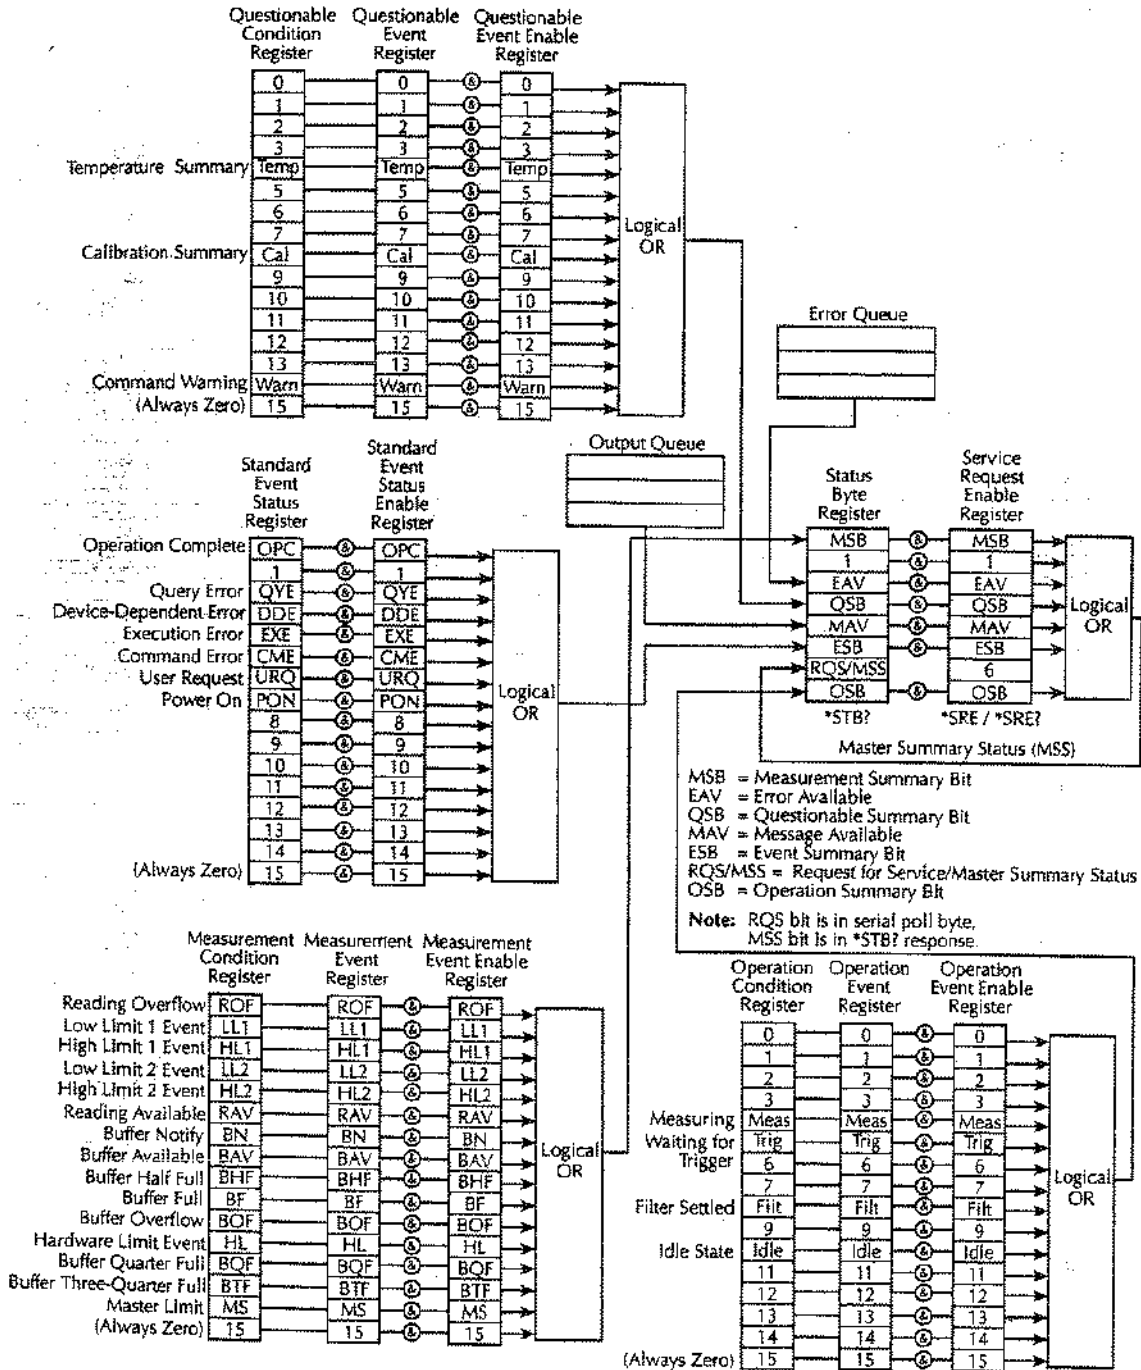 Questionable Condition Register
Questionable Event Register
Questionable Event Enable Register
0 0 & 0
1 1 & 1
2 2 & 2
3 3 & 3
Temperature Summary Temp Temp & Temp
5 5 & 5
6 6 & 6
7 7 & 7
Calibration Summary Cal Cal & Cal
9 9 & 9
10 10 & 10
11 11 & 11
12 12 & 12
13 13 & 13
Command Warning Warn Warn & Warn
(Always Zero) 15 15 & 15
Logical OR
Error Queue
Output Queue
Standard Event Status Register
Standard Event Status Enable Register
Operation Complete OPC & OPC
1 & 1
Query Error QYE & QYE
Device-Dependent Error DDE & DDE
Execution Error EXE & EXE
Command Error CME & CME
User Request URQ & URQ
Power On PON & PON
8 & 8
9 & 9
10 & 10
11 & 11
12 & 12
13 & 13
14 & 14
(Always Zero) 15 & 15
Logical OR
Status Byte Register
Service Request Enable Register
MSB & MSB
1 & 1
EAV & EAV
QSB & QSB
MAV & MAV
ESB & ESB
RQS/MSS 6
OSB & OSB
*STB? *SRE / *SRE?
Logical OR
Master Summary Status (MSS)
MSB = Measurement Summary Bit
EAV = Error Available
QSB = Questionable Summary Bit
MAV = Message Available
ESB = Event Summary Bit
RQS/MSS = Request for Service/Master Summary Status
OSB = Operation Summary Bit
Note: RQS bit is in serial poll byte,
MSS bit is in *STB? response.
Measurement Condition Register
Measurement Event Register
Measurement Event Enable Register
Reading Overflow ROF ROF & ROF
Low Limit 1 Event LL1 LL1 & LL1
High Limit 1 Event HL1 HL1 & HL1
Low Limit 2 Event LL2 LL2 & LL2
High Limit 2 Event HL2 HL2 & HL2
Reading Available RAV RAV & RAV
Buffer Notify BN BN & BN
Buffer Available BAV BAV & BAV
Buffer Half Full BHF BHF & BHF
Buffer Full BF BF & BF
Buffer Overflow BOF BOF & BOF
Hardware Limit Event HL HL & HL
Buffer Quarter Full BQF BQF & BQF
Buffer Three-Quarter Full BTF BTF & BTF
Master Limit MS MS & MS
(Always Zero) 15 15 & 15
Logical OR
Operation Condition Register
Operation Event Register
Operation Event Enable Register
0 0 & 0
1 1 & 1
2 2 & 2
3 3 & 3
Measuring Meas Meas & Meas
Waiting for Trigger Trig Trig & Trig
6 6 & 6
7 7 & 7
Filter Settled Filt Filt & Filt
9 9 & 9
Idle State Idle Idle & Idle
11 11 & 11
12 12 & 12
13 13 & 13
14 14 & 14
(Always Zero) 15 15 & 15
Logical OR